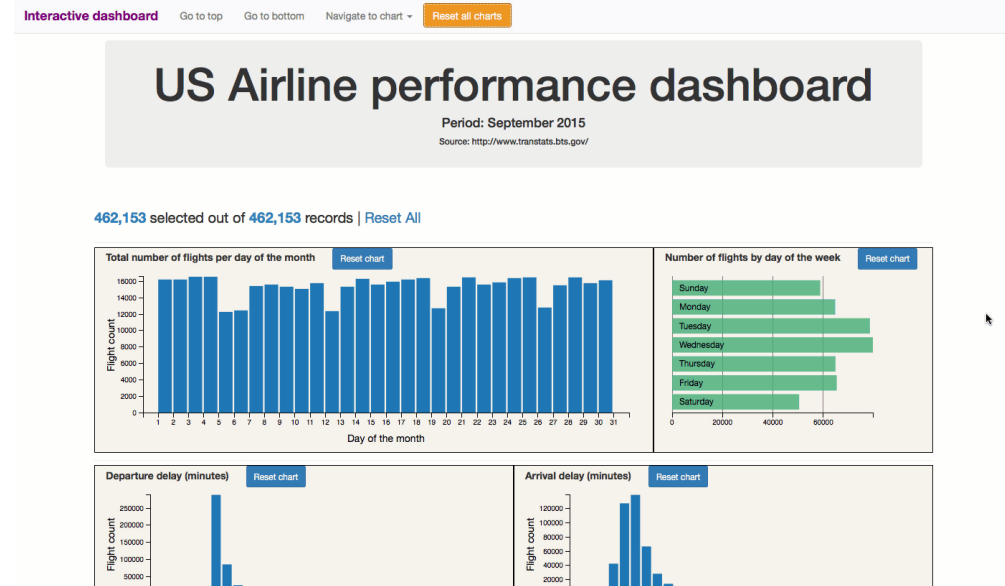 Interactive dashboard Go to top Go to bottom Navigate to chart Reset all charts
US Airline performance dashboard
Period: September 2015
Source: http://www.transtats.bts.gov/
462,153 selected out of 462,153 records | Reset All
Total number of flights per day of the month Reset chart
Flight count
16000
14000
12000
10000
8000
6000
4000
2000
0
1 2 3 4 5 6 7 8 9 10 11 12 13 14 15 16 17 18 19 20 21 22 23 24 25 26 27 28 29 30 31
Day of the month
Number of flights by day of the week Reset chart
Sunday
Monday
Tuesday
Wednesday
Thursday
Friday
Saturday
0 20000 40000 60000
Departure delay (minutes) Reset chart
Flight count
250000
200000
150000
100000
50000
Arrival delay (minutes) Reset chart
Flight count
120000
100000
80000
60000
40000
20000